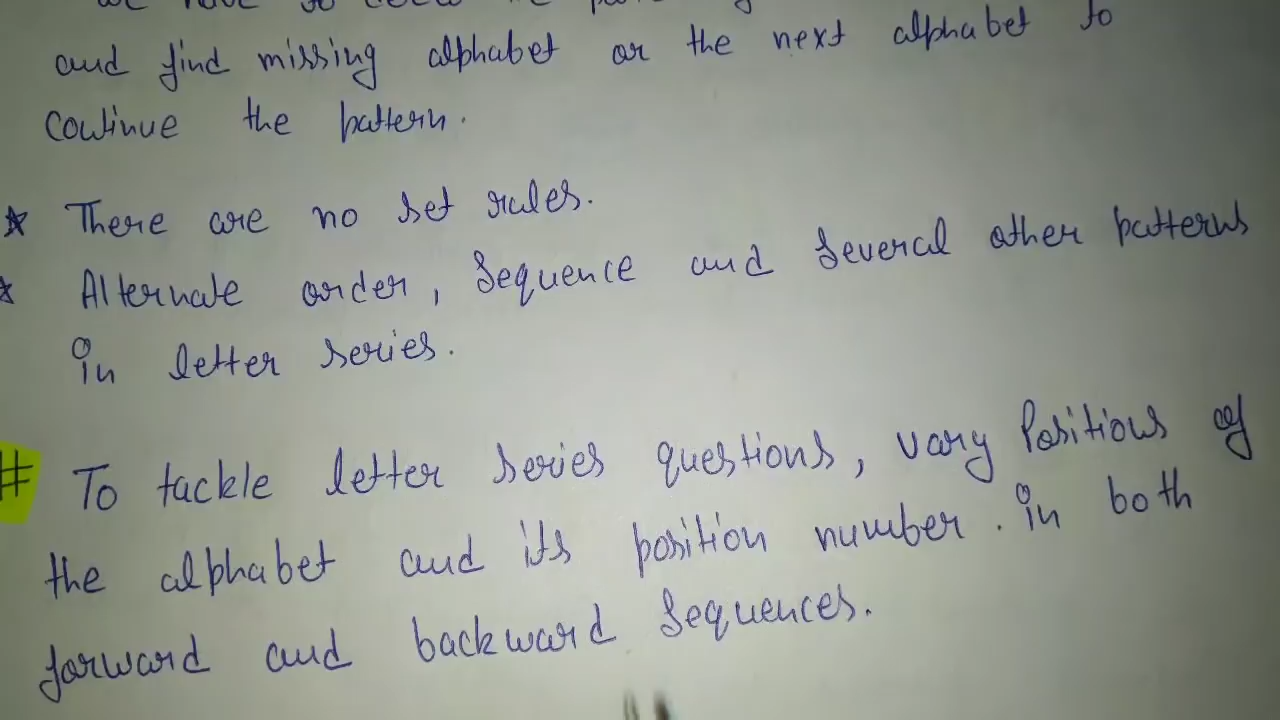 and find missing alphabet or the next alphabet to
continue the pattern.
★ There are no set rules.
★ Alternate order, sequence and several other patterns
in letter series.
# To tackle letter series questions, vary Positions of
the alphabet and its position number. in both
forward and backward sequences.